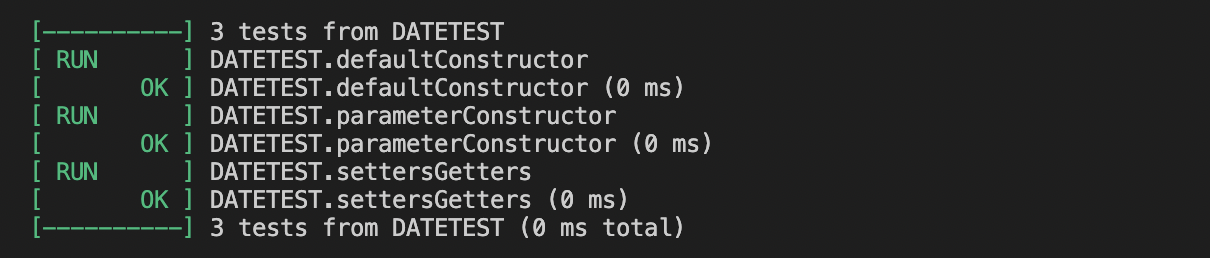 [----------] 3 tests from DATETEST
[ RUN      ] DATETEST.defaultConstructor
[       OK ] DATETEST.defaultConstructor (0 ms)
[ RUN      ] DATETEST.parameterConstructor
[       OK ] DATETEST.parameterConstructor (0 ms)
[ RUN      ] DATETEST.settersGetters
[       OK ] DATETEST.settersGetters (0 ms)
[----------] 3 tests from DATETEST (0 ms total)